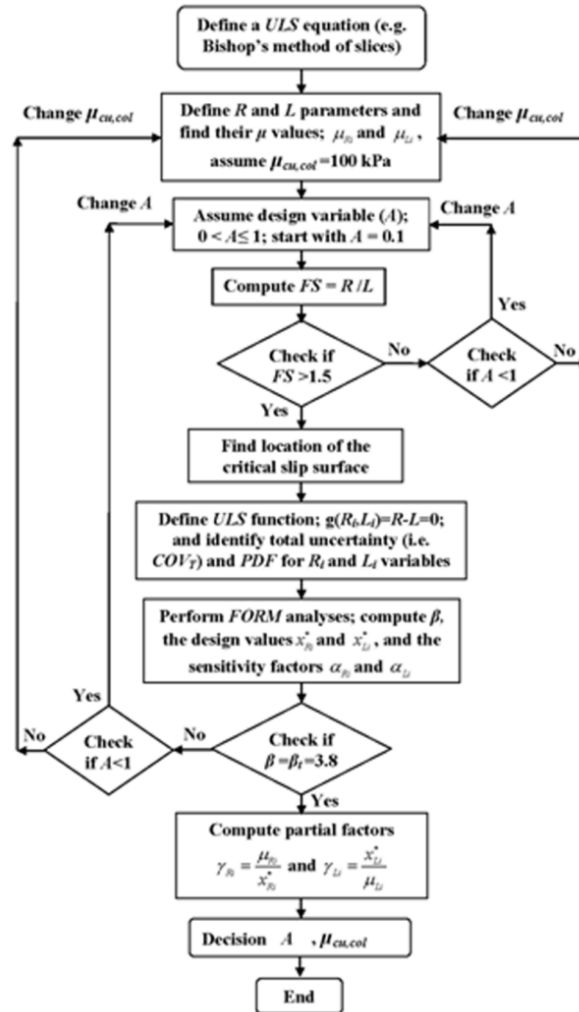 Define a ULS equation (e.g.
Bishop's method of slices)
Change μcu,col
Change μcu,col
Define R and L parameters and
find their μ values; μRi and μLi,
assume μcu,col=100 kPa
Change A
Change A
Assume design variable (A);
0 < A≤ 1; start with A = 0.1
Compute FS = R/L
Yes
Check if
FS >1.5
No
Check
if A <1
No
Yes
Find location of the
critical slip surface
Define ULS function; g(Ri,Li)=R-L=0;
and identify total uncertainty (i.e.
COVT) and PDF for Ri and Li variables
Perform FORM analyses; compute β,
the design values x*Ri and x*Li, and the
sensitivity factors αRi and αLi
Yes
No
Check
if A<1
No
Check if
β=βt=3.8
Yes
Compute partial factors
γRi = μRi / x*Ri and γLi = x*Li / μLi
Decision A , μcu,col
End